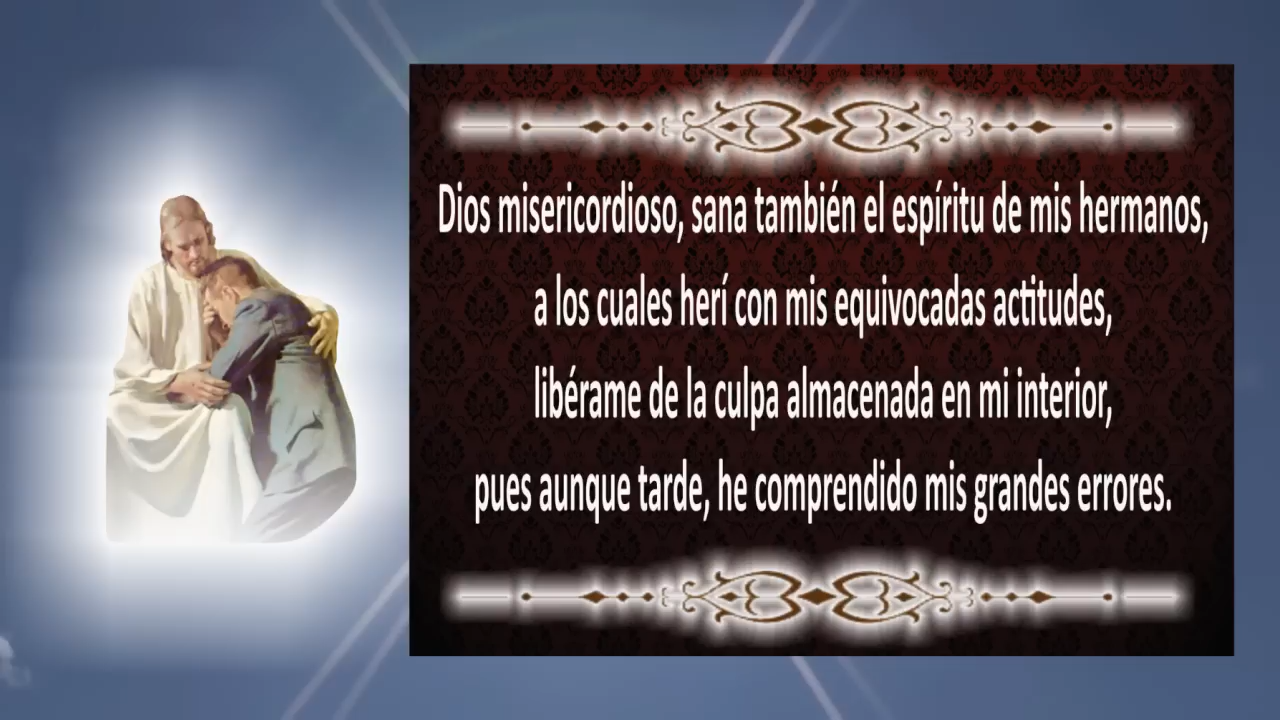 Dios misericordioso, sana también el espíritu de mis hermanos,
a los cuales herí con mis equivocadas actitudes,
libérame de la culpa almacenada en mi interior,
pues aunque tarde, he comprendido mis grandes errores.